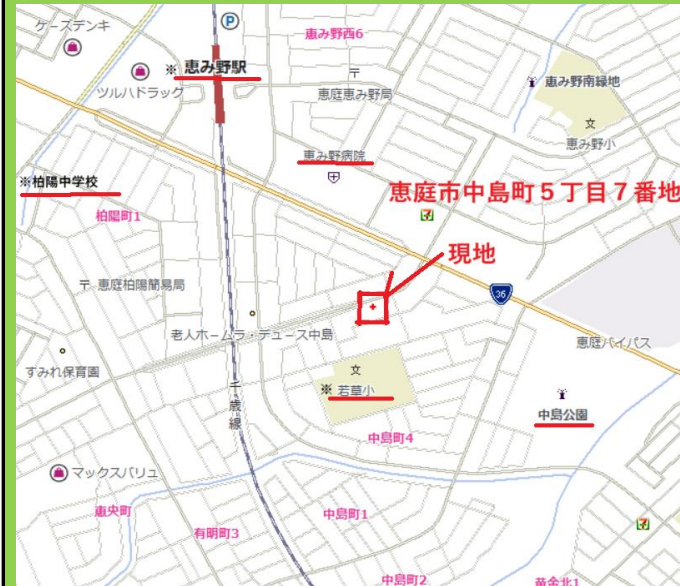 ケーズデンキ
P
恵み野西6
※ 恵み野駅
〒
ツルハドラッグ
恵庭恵み野局
恵み野南緑地
文
恵み野小
恵み野病院
※柏陽中学校
恵庭市中島町５丁目７番地
柏陽町1
現地
〒 恵庭柏陽簡易局
36
老人ホームラ・デュース中島
恵庭バイパス
すみれ保育園
文
※ 若草小
千歳線
中島公園
中島町4
マックスバリュ
恵央町
中島町1
有明町3
中島町2
黄金北1